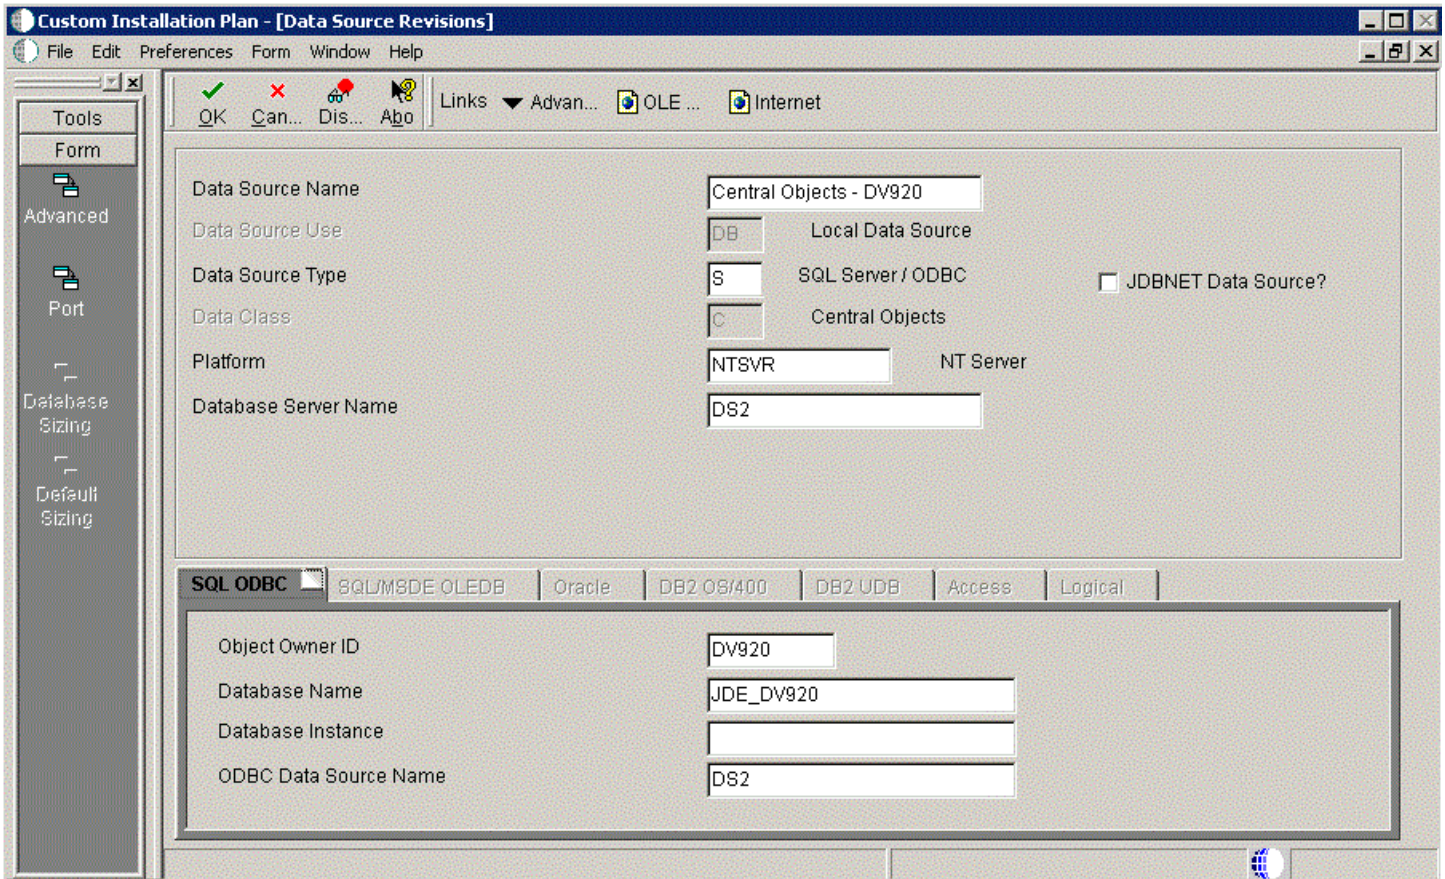 Custom Installation Plan - [Data Source Revisions]
File Edit Preferences Form Window Help
Tools
Form
Advanced
Port
Database
Sizing
Default
Sizing
OK Can... Dis... Abo Links Advan... OLE ... Internet
Data Source Name Central Objects - DV920
Data Source Use DB Local Data Source
Data Source Type S SQL Server / ODBC JDBNET Data Source?
Data Class C Central Objects
Platform NTSVR NT Server
Database Server Name DS2
SQL ODBC SQL/MSDE OLEDB Oracle DB2 OS/400 DB2 UDB Access Logical
Object Owner ID DV920
Database Name JDE_DV920
Database Instance
ODBC Data Source Name DS2